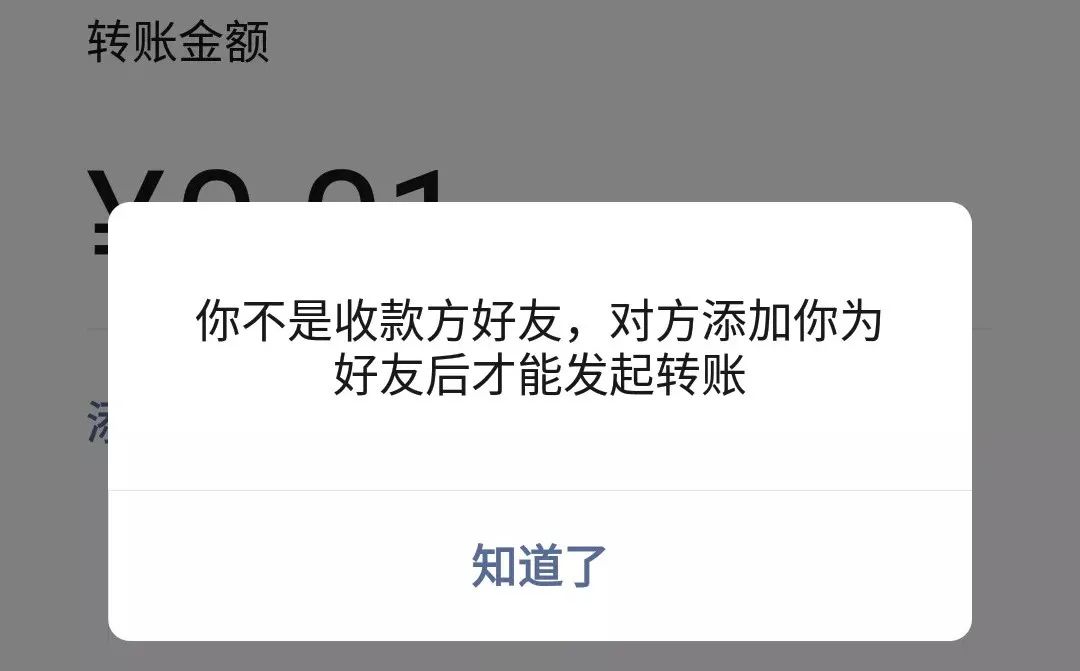 转账金额
你不是收款方好友，对方添加你为
好友后才能发起转账
知道了